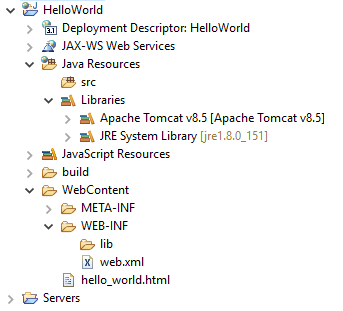 HelloWorld
3.1 Deployment Descriptor: HelloWorld
JAX-WS Web Services
Java Resources
src
Libraries
Apache Tomcat v8.5 [Apache Tomcat v8.5]
JRE System Library [jre1.8.0_151]
JavaScript Resources
build
WebContent
META-INF
WEB-INF
lib
web.xml
hello_world.html
Servers